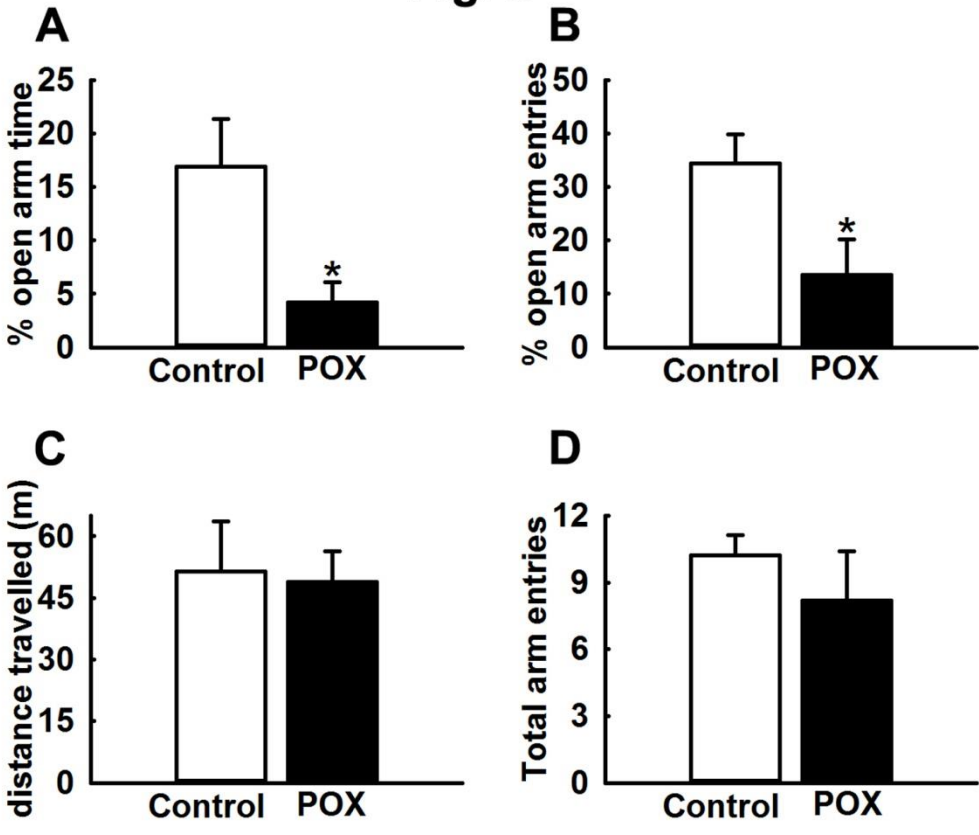 A
% open arm time
25
20
15
10
5
0
*
Control POX
B
% open arm entries
50
40
30
20
10
0
*
Control POX
C
distance travelled (m)
60
45
30
15
0
Control POX
D
Total arm entries
12
9
6
3
0
Control POX